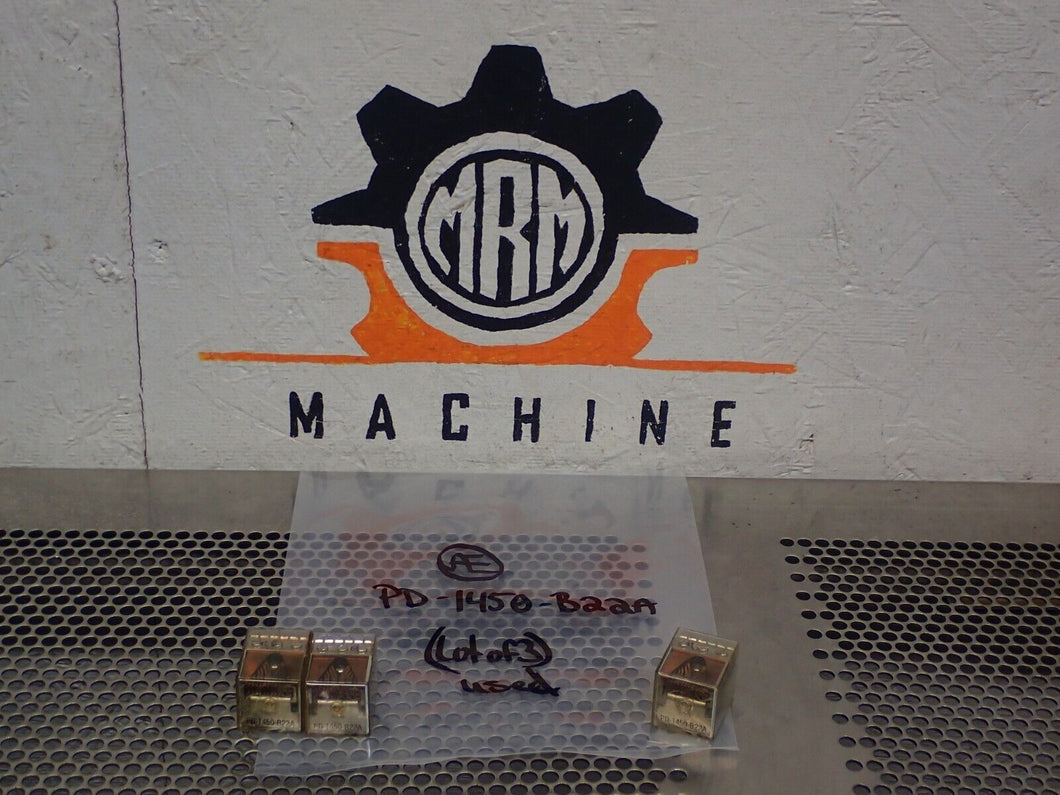 MRM
MACHINE
AE
PD-1450-B22A
(Lot of 3)
used
PD-1450-B22A
PD-1450-B22A
PD-1450-B22A